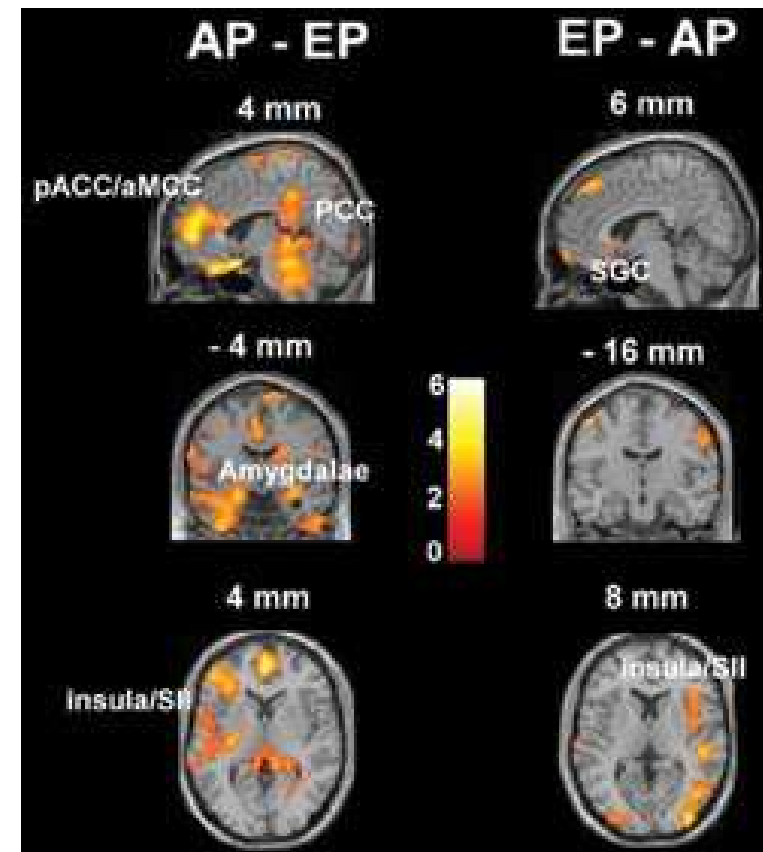 AP - EP
EP - AP
4 mm
6 mm
pACC/aMCC
PCC
SGC
- 4 mm
- 16 mm
Amygdalae
6
4
2
0
4 mm
8 mm
insula/SII
insula/SII